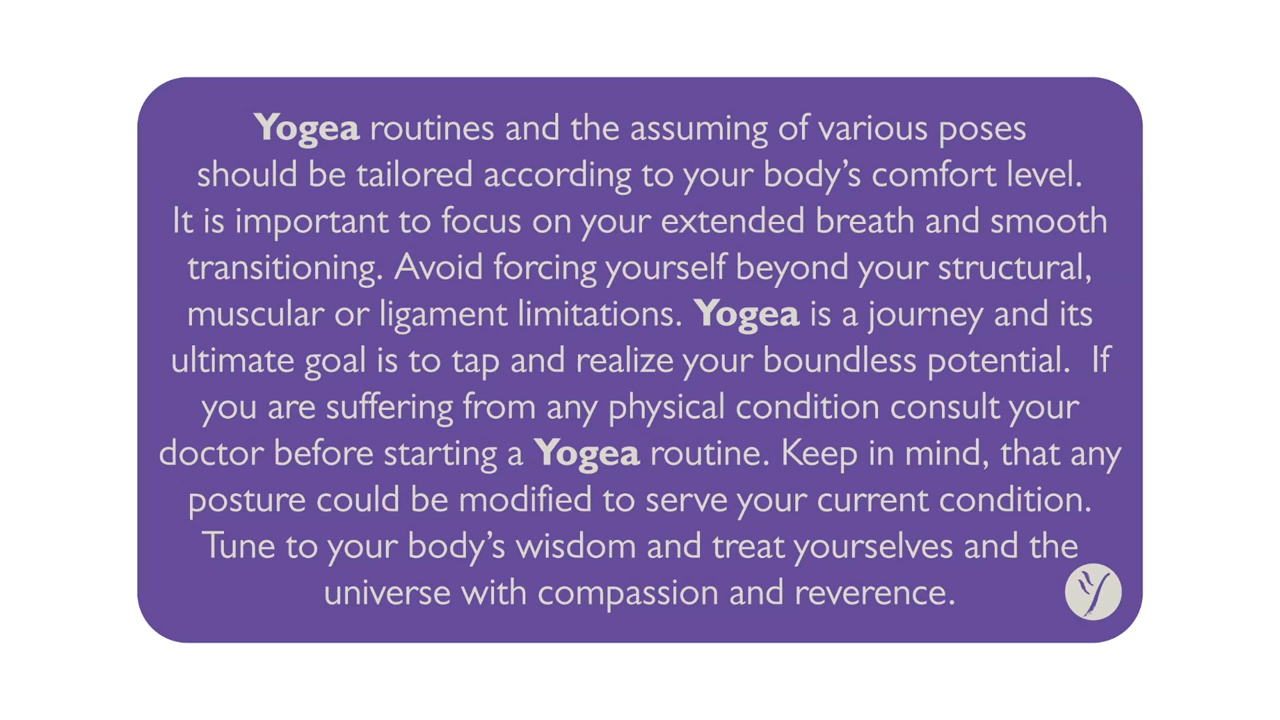 Yogea routines and the assuming of various poses
should be tailored according to your body’s comfort level.
It is important to focus on your extended breath and smooth
transitioning. Avoid forcing yourself beyond your structural,
muscular or ligament limitations. Yogea is a journey and its
ultimate goal is to tap and realize your boundless potential.  If
you are suffering from any physical condition consult your
doctor before starting a Yogea routine. Keep in mind, that any
posture could be modified to serve your current condition.
Tune to your body’s wisdom and treat yourselves and the
universe with compassion and reverence.
Y